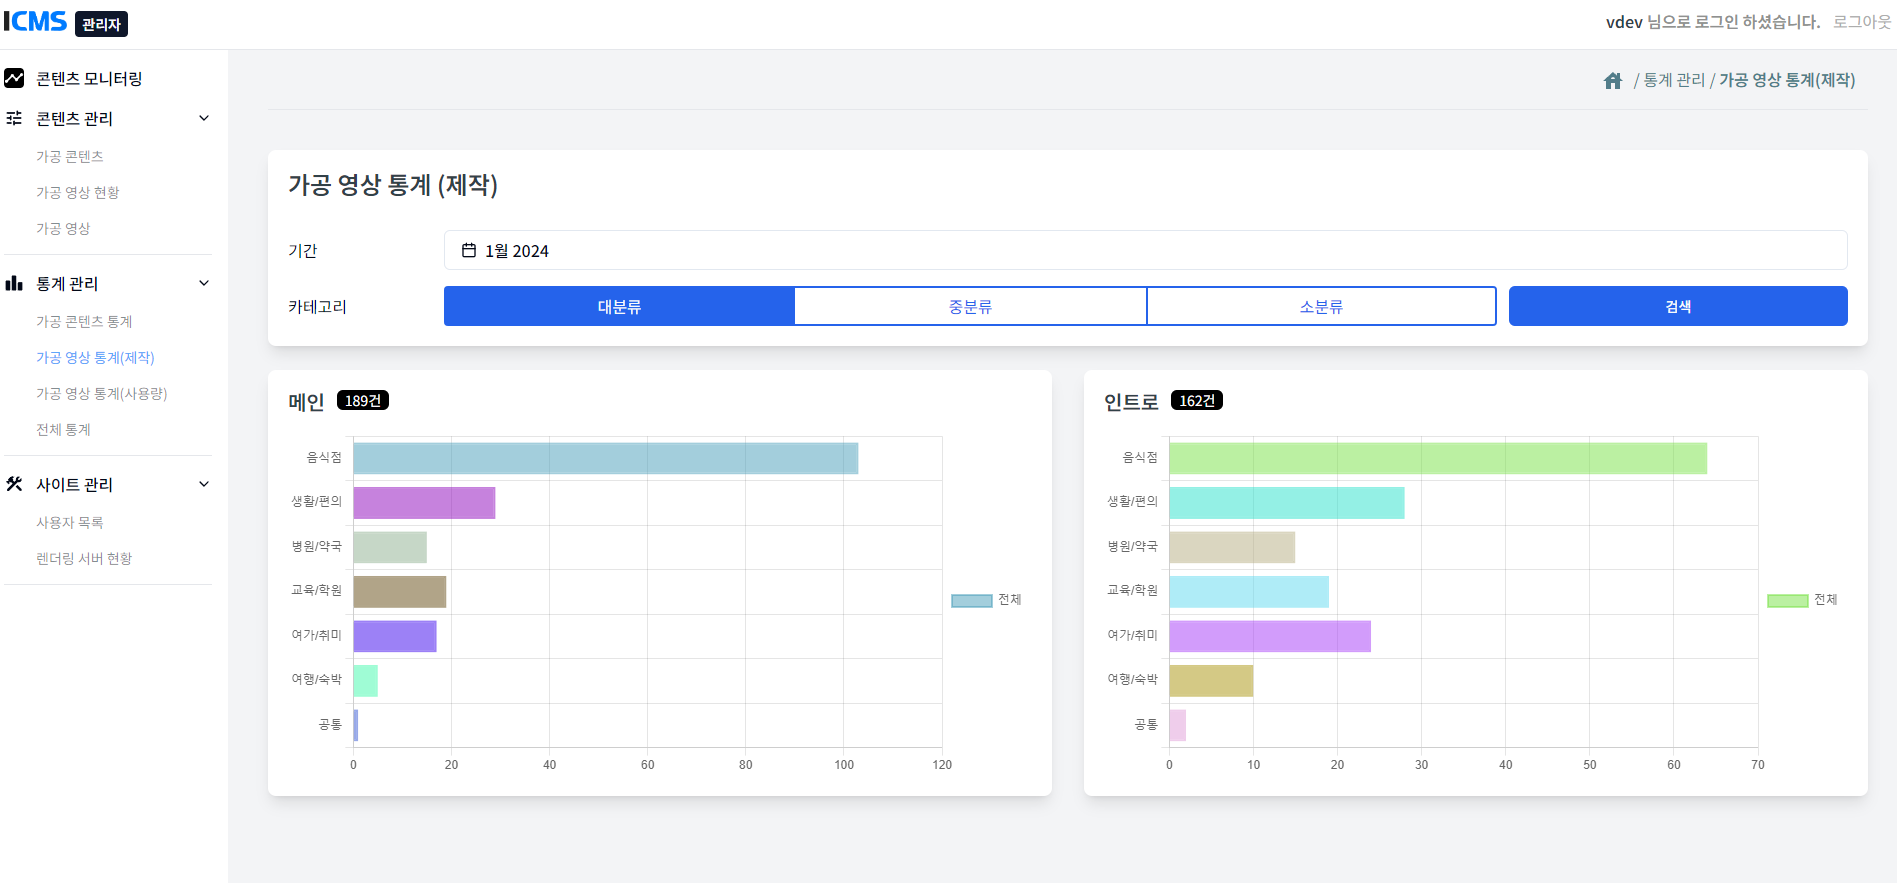 ICMS 관리자
vdev 님으로 로그인 하셨습니다. 로그아웃
콘텐츠 모니터링
콘텐츠 관리
가공 콘텐츠
가공 영상 현황
가공 영상
통계 관리
가공 콘텐츠 통계
가공 영상 통계(제작)
가공 영상 통계(사용량)
전체 통계
사이트 관리
사용자 목록
렌더링 서버 현황
/ 통계 관리 / 가공 영상 통계(제작)
가공 영상 통계 (제작)
기간
1월 2024
카테고리
대분류 중분류 소분류 검색
메인 189건
음식점
생활/편의
병원/약국
교육/학원
여가/취미
여행/숙박
공통
0 20 40 60 80 100 120
전체
인트로 162건
음식점
생활/편의
병원/약국
교육/학원
여가/취미
여행/숙박
공통
0 10 20 30 40 50 60 70
전체